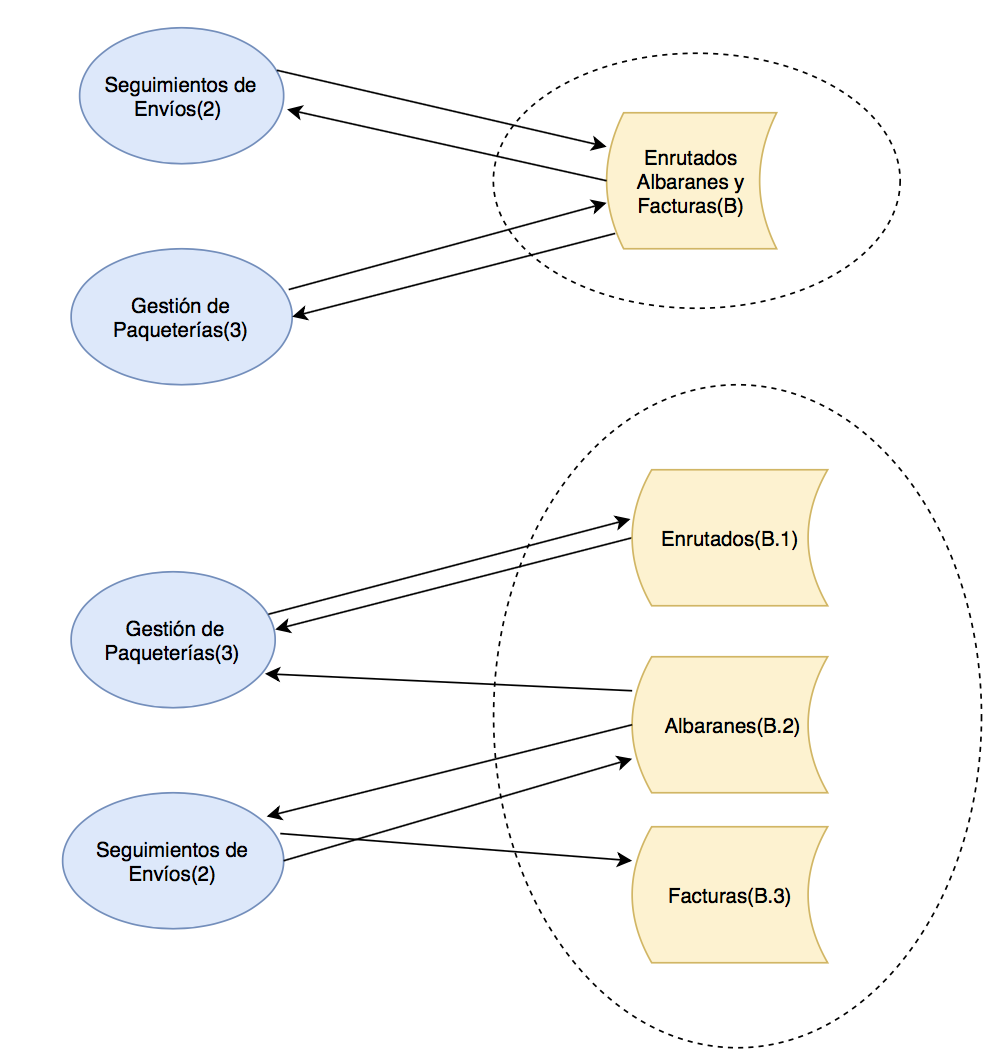 Seguimientos de
Envíos(2)
Enrutados
Albaranes y
Facturas(B)
Gestión de
Paqueterías(3)
Enrutados(B.1)
Gestión de
Paqueterías(3)
Albaranes(B.2)
Seguimientos de
Envíos(2)
Facturas(B.3)